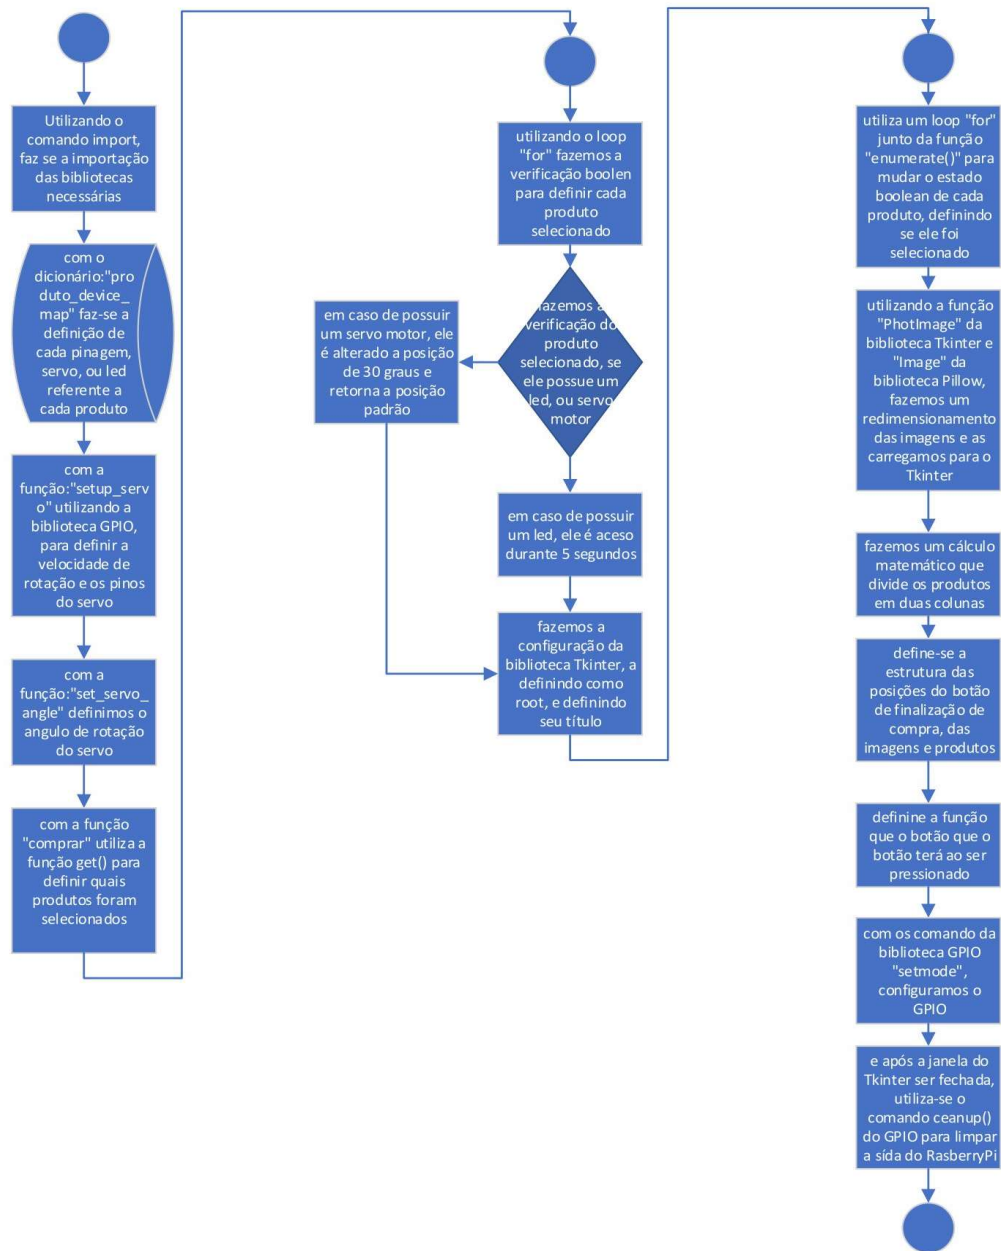 Utilizando o
comando import,
faz se a importação
das bibliotecas
necessárias
com o
dicionário:"pro
duto_device_
map" faz-se a
definição de
cada pinagem,
servo, ou led
referente a
cada produto
com a
função:"setup_serv
o" utilizando a
biblioteca GPIO,
para definir a
velocidade de
rotação e os pinos
do servo
com a
função:"set_servo_
angle" definimos o
angulo de rotação
do servo
com a função
"comprar" utiliza a
função get() para
definir quais
produtos foram
selecionados
utilizando o loop
"for" fazemos a
verificação boolen
para definir cada
produto
selecionado
fazemos a
verificação do
produto
selecionado, se
ele possue um
led, ou servo
motor
em caso de possuir
um servo motor, ele
é alterado a posição
de 30 graus e
retorna a posição
padrão
em caso de possuir
um led, ele é aceso
durante 5 segundos
fazemos a
configuração da
biblioteca Tkinter, a
definindo como
root, e definindo
seu título
utiliza um loop "for"
junto da função
"enumerate()" para
mudar o estado
boolean de cada
produto, definindo
se ele foi
selecionado
utilizando a função
"PhotImage" da
biblioteca Tkinter e
"Image" da
biblioteca Pillow,
fazemos um
redimensionamento
das imagens e as
carregamos para o
Tkinter
fazemos um cálculo
matemático que
divide os produtos
em duas colunas
define-se a
estrutura das
posições do botão
de finalização de
compra, das
imagens e produtos
definine a função
que o botão que o
botão terá ao ser
pressionado
com os comando da
biblioteca GPIO
"setmode",
configuramos o
GPIO
e após a janela do
Tkinter ser fechada,
utiliza-se o
comando ceanup()
do GPIO para limpar
a sída do RasberryPi